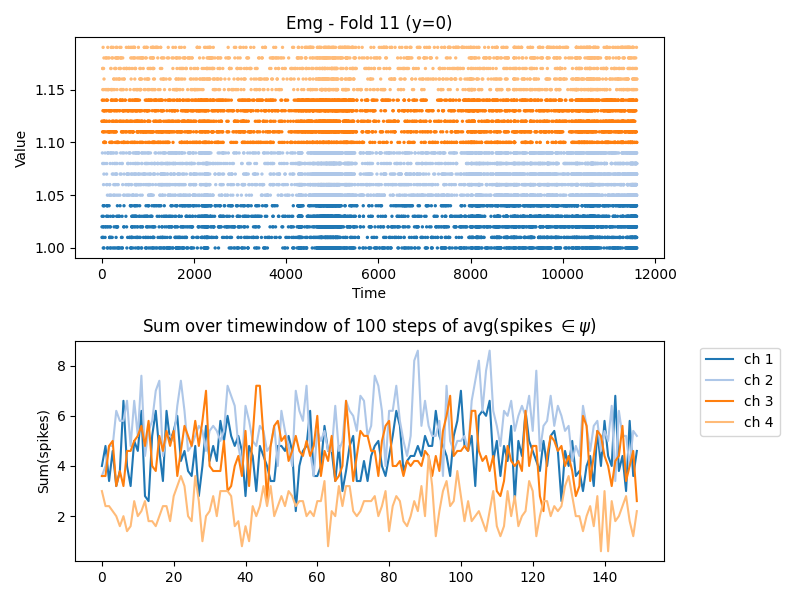 Emg - Fold 11 (y=0)
Value
1.15
1.10
1.05
1.00
0 2000 4000 6000 8000 10000 12000
Time
Sum over timewindow of 100 steps of avg(spikes ∈ψ)
Sum(spikes)
8
6
4
2
0 20 40 60 80 100 120 140
ch 1
ch 2
ch 3
ch 4